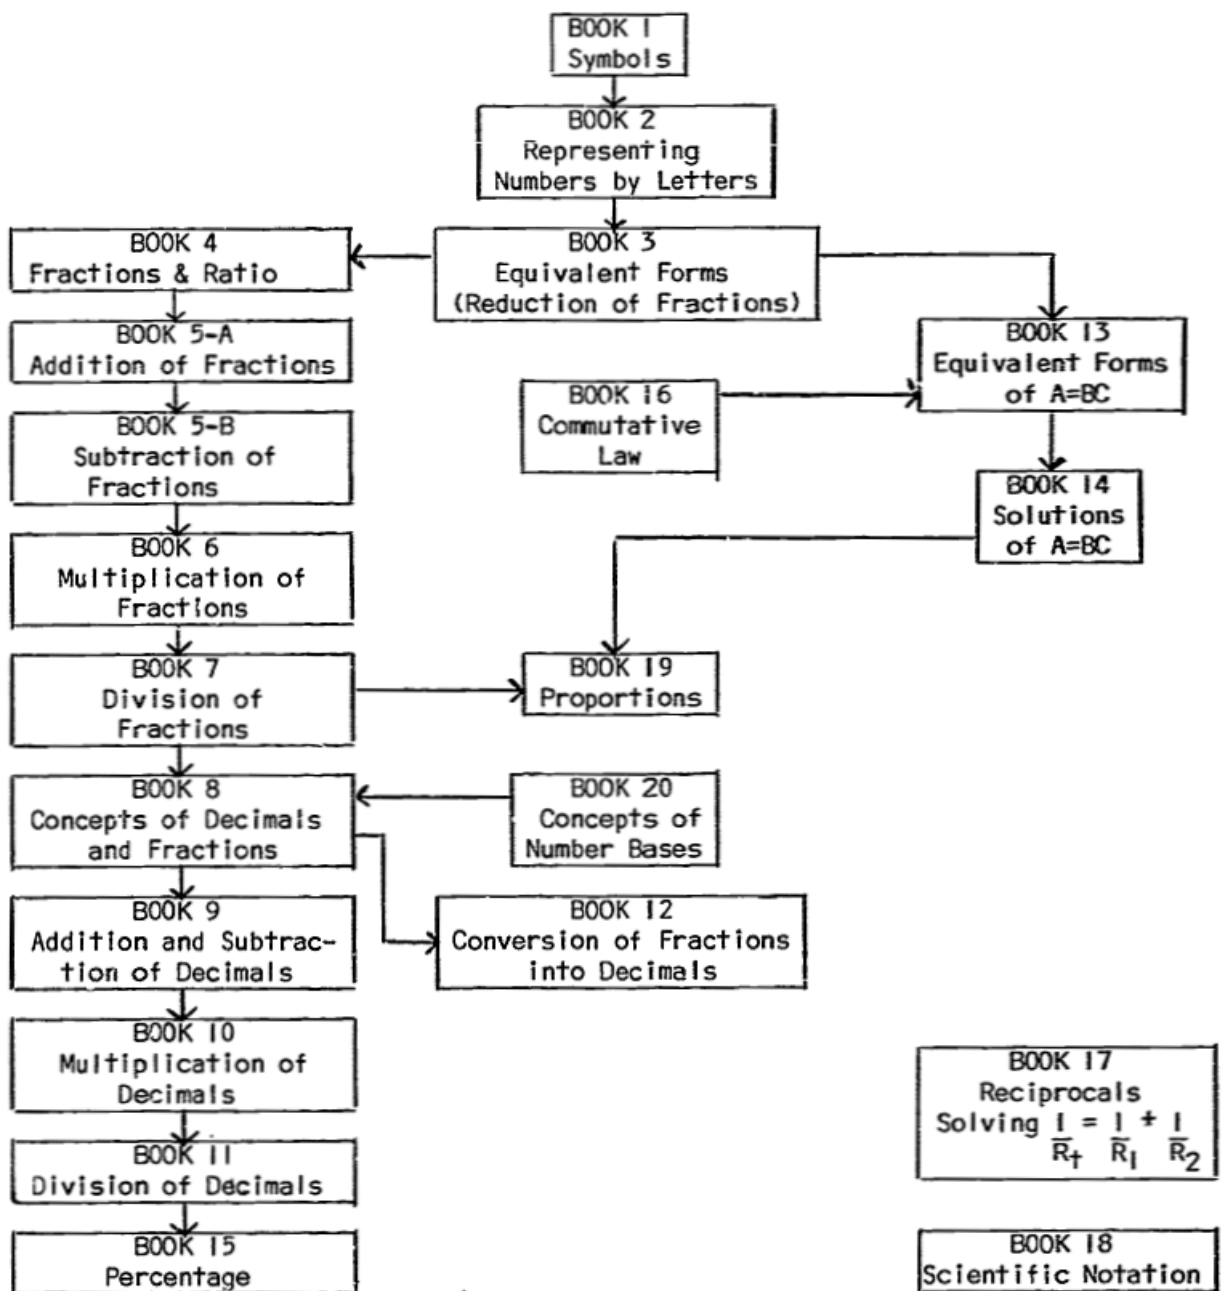 BOOK 1
Symbols
BOOK 2
Representing
Numbers by Letters
BOOK 3
Equivalent Forms
(Reduction of Fractions)
BOOK 4
Fractions & Ratio
BOOK 5-A
Addition of Fractions
BOOK 5-B
Subtraction of
Fractions
BOOK 6
Multiplication of
Fractions
BOOK 7
Division of
Fractions
BOOK 8
Concepts of Decimals
and Fractions
BOOK 9
Addition and Subtrac-
tion of Decimals
BOOK 10
Multiplication of
Decimals
BOOK 11
Division of Decimals
BOOK 15
Percentage
BOOK 16
Commutative
Law
BOOK 19
Proportions
BOOK 20
Concepts of
Number Bases
BOOK 12
Conversion of Fractions
into Decimals
BOOK 13
Equivalent Forms
of A=BC
BOOK 14
Solutions
of A=BC
BOOK 17
Reciprocals
Solving 1 = 1 + 1
R_t R_1 R_2
BOOK 18
Scientific Notation